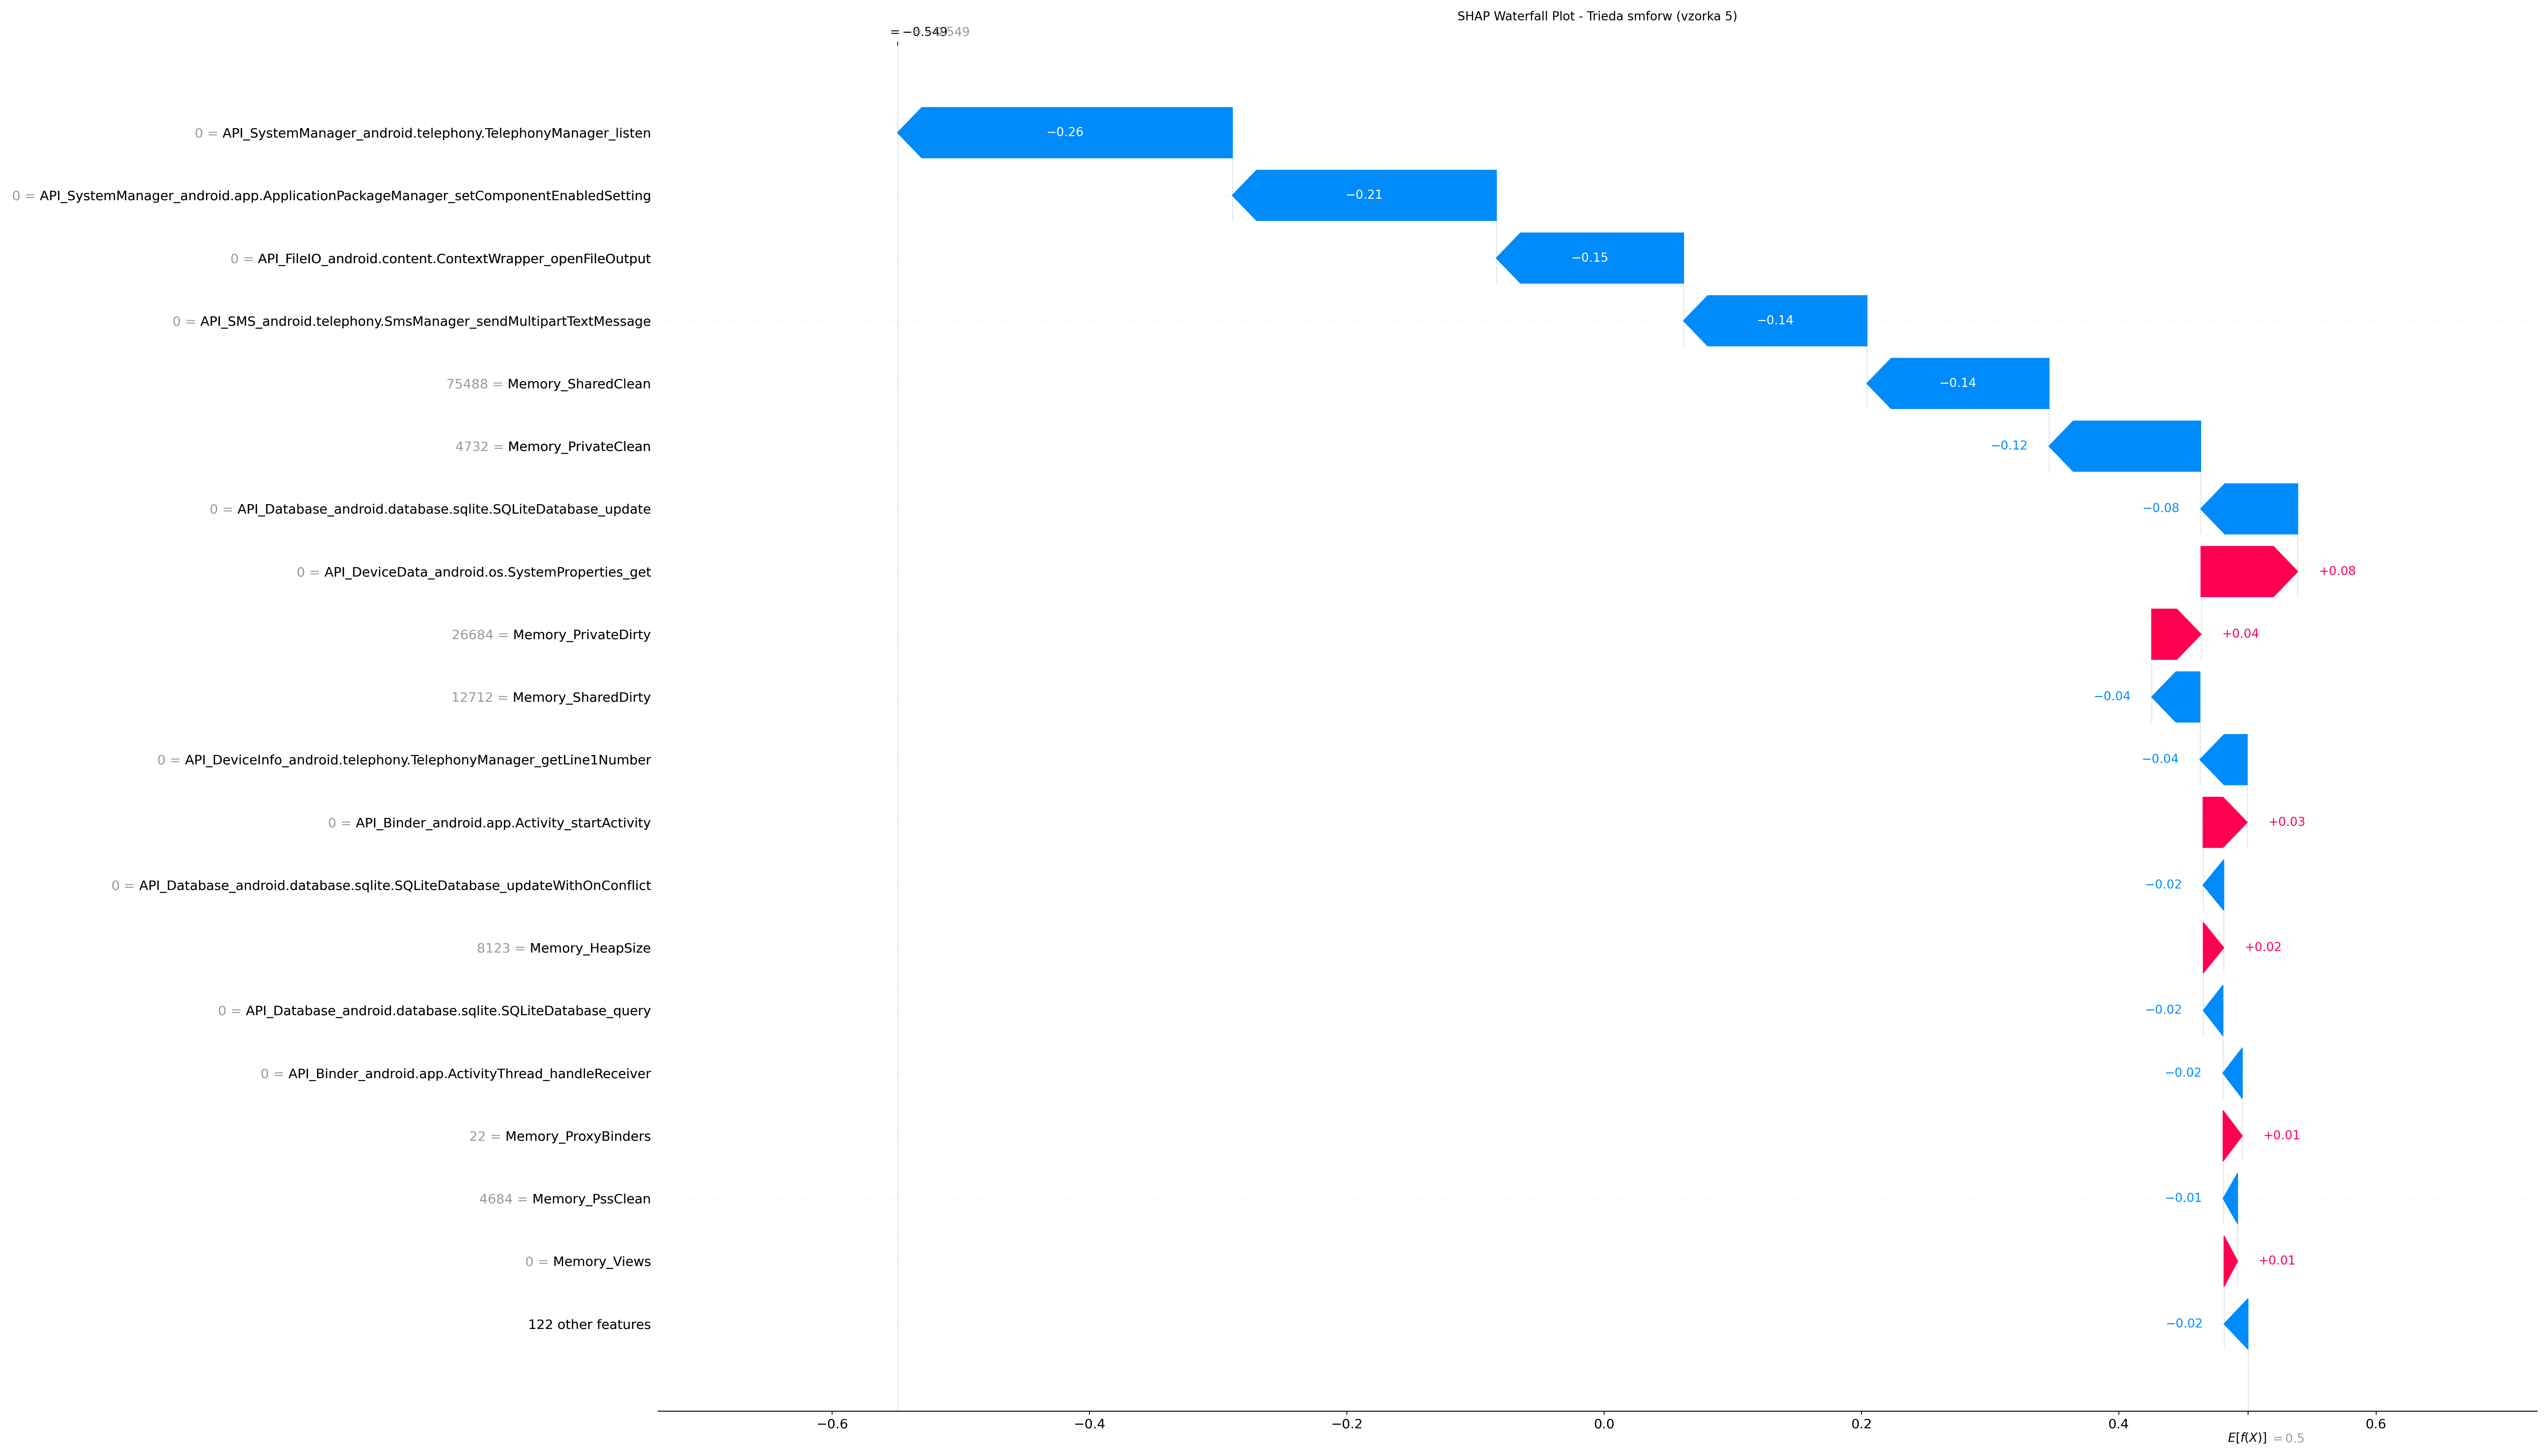 SHAP Waterfall Plot - Trieda smforw (vzorka 5)
= −0.549
0 = API_SystemManager_android.telephony.TelephonyManager_listen −0.26
0 = API_SystemManager_android.app.ApplicationPackageManager_setComponentEnabledSetting −0.21
0 = API_FileIO_android.content.ContextWrapper_openFileOutput −0.15
0 = API_SMS_android.telephony.SmsManager_sendMultipartTextMessage −0.14
75488 = Memory_SharedClean −0.14
4732 = Memory_PrivateClean −0.12
0 = API_Database_android.database.sqlite.SQLiteDatabase_update −0.08
0 = API_DeviceData_android.os.SystemProperties_get +0.08
26684 = Memory_PrivateDirty +0.04
12712 = Memory_SharedDirty −0.04
0 = API_DeviceInfo_android.telephony.TelephonyManager_getLine1Number −0.04
0 = API_Binder_android.app.Activity_startActivity +0.03
0 = API_Database_android.database.sqlite.SQLiteDatabase_updateWithOnConflict −0.02
8123 = Memory_HeapSize +0.02
0 = API_Database_android.database.sqlite.SQLiteDatabase_query −0.02
0 = API_Binder_android.app.ActivityThread_handleReceiver −0.02
22 = Memory_ProxyBinders +0.01
4684 = Memory_PssClean −0.01
0 = Memory_Views +0.01
122 other features −0.02
−0.6 −0.4 −0.2 0.0 0.2 0.4 0.6
E[f(X)] = 0.5